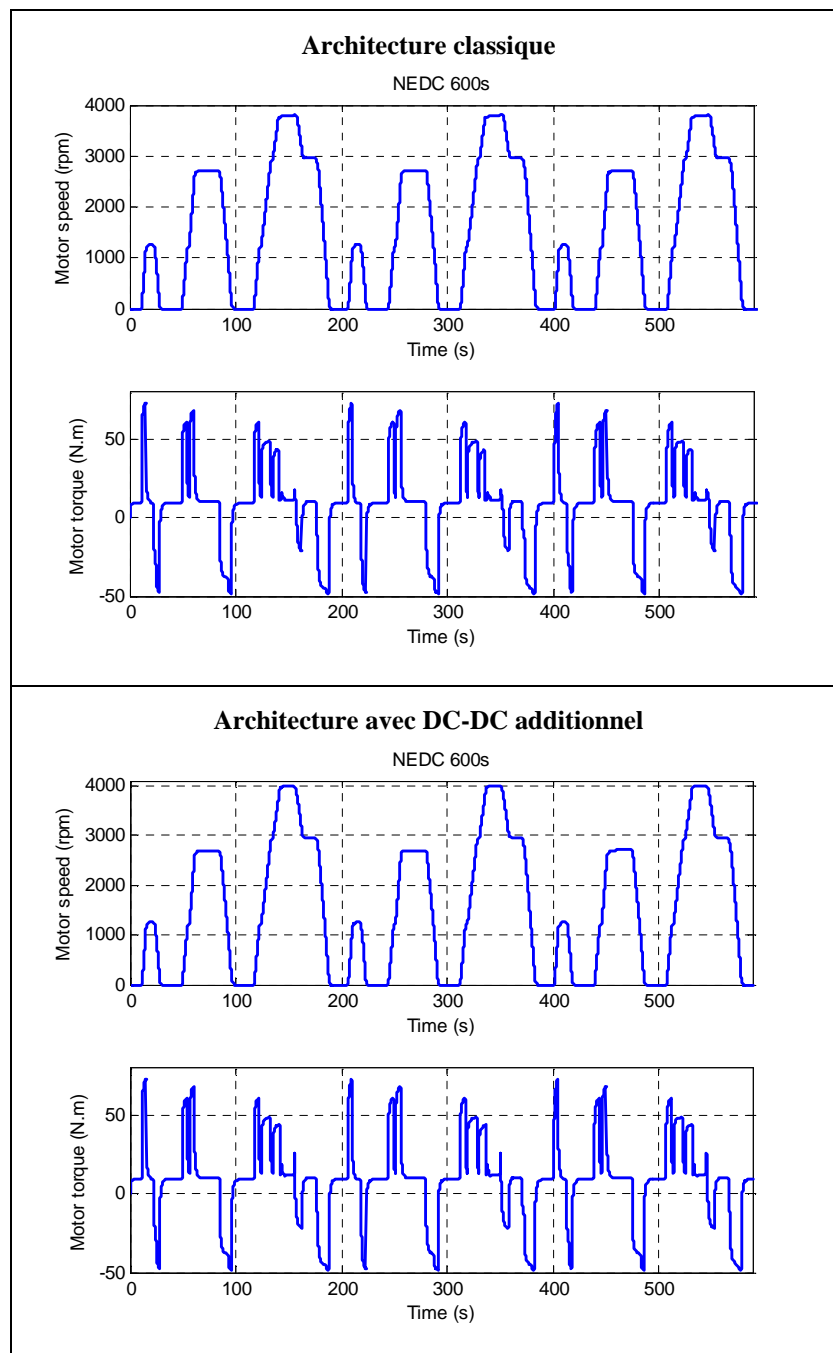 Architecture classique
NEDC 600s
Motor speed (rpm)
4000
3000
2000
1000
0
0 100 200 300 400 500
Time (s)
Motor torque (N.m)
50
0
-50
0 100 200 300 400 500
Time (s)
Architecture avec DC-DC additionnel
NEDC 600s
Motor speed (rpm)
4000
3000
2000
1000
0
0 100 200 300 400 500
Time (s)
Motor torque (N.m)
50
0
-50
0 100 200 300 400 500
Time (s)